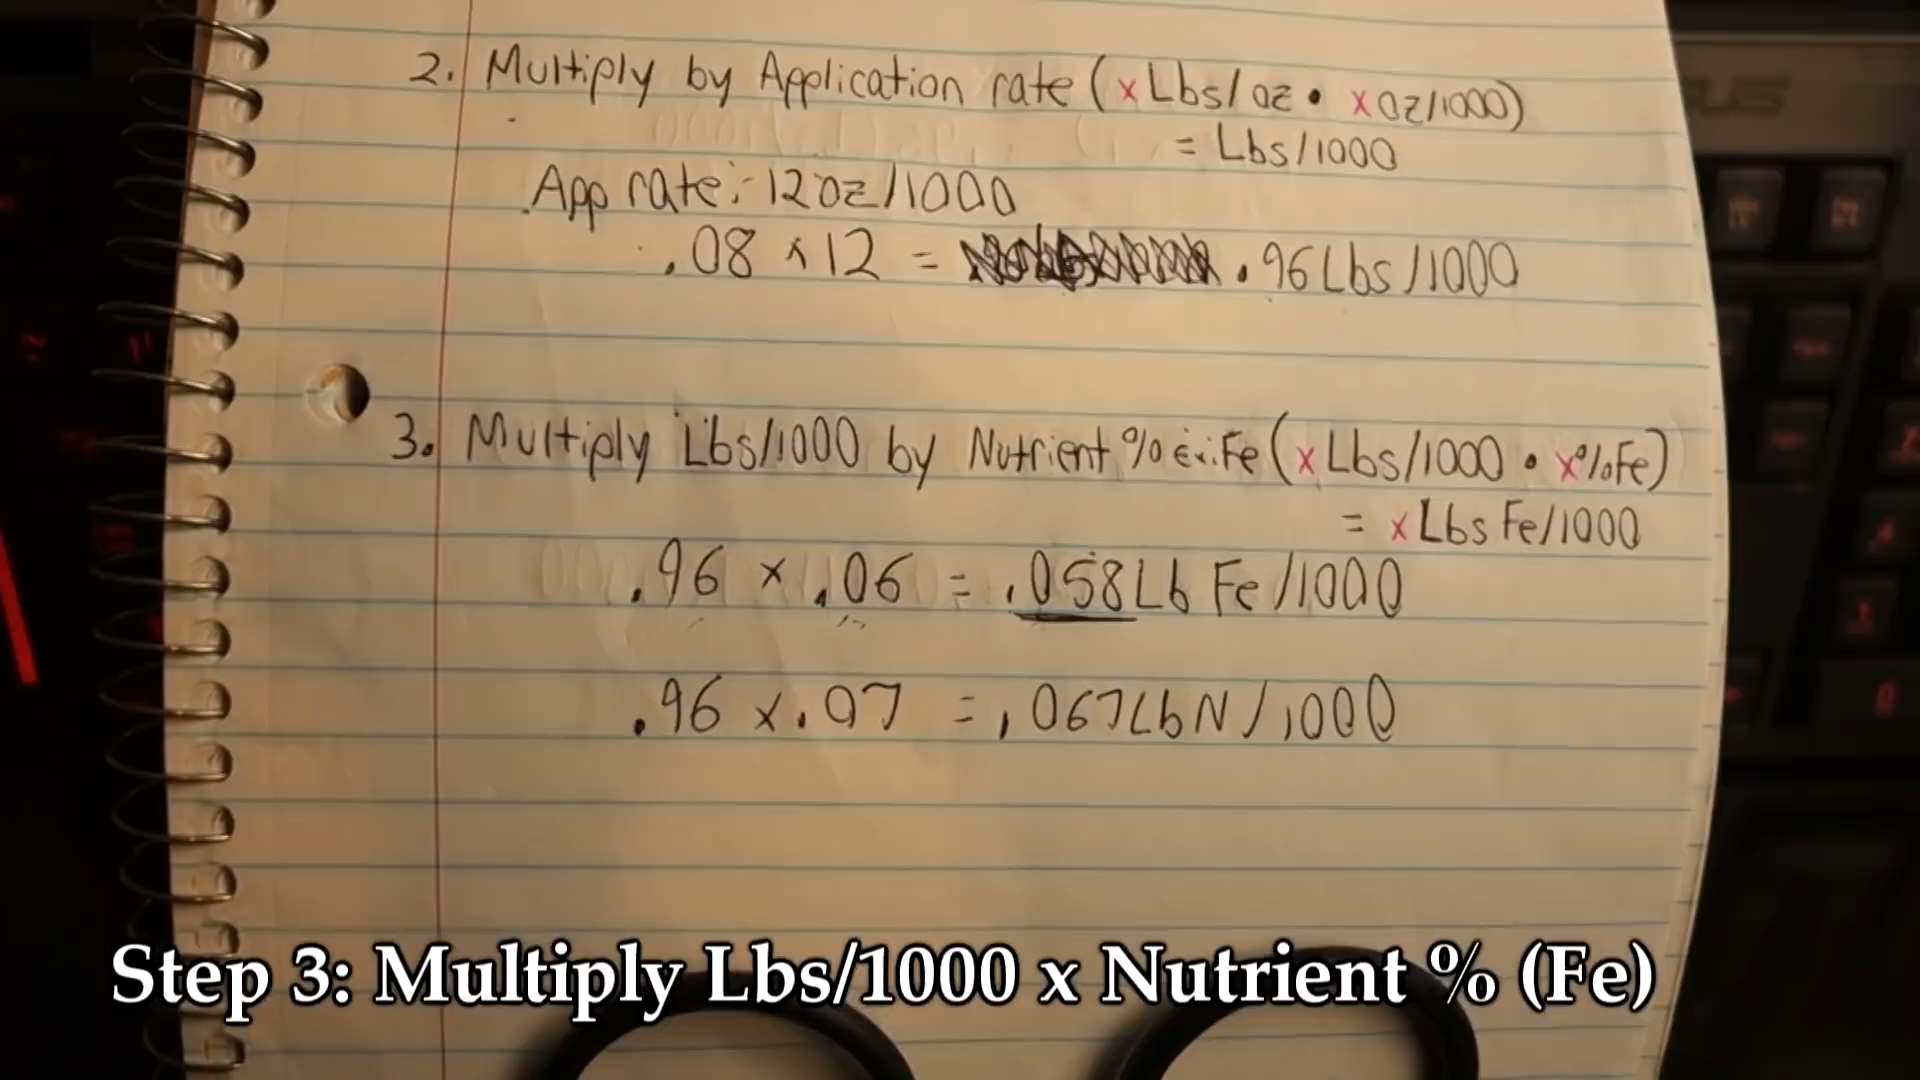 2. Multiply by Application rate (x Lbs/oz • x oz/1000)
= Lbs/1000
App rate: 12oz/1000
.08 x 12 = .96 Lbs/1000
3. Multiply Lbs/1000 by Nutrient % ex: Fe (x Lbs/1000 • x% Fe)
= x Lbs Fe/1000
.96 x .06 = .058 Lb Fe/1000
.96 x .07 = .067 Lb N/1000
Step 3: Multiply Lbs/1000 x Nutrient % (Fe)